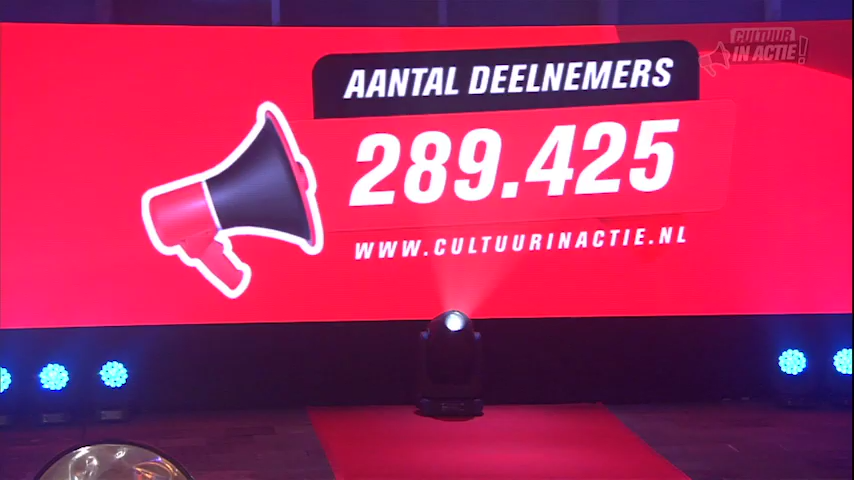 CULTUUR
IN ACTIE!
AANTAL DEELNEMERS
289.425
WWW.CULTUURINACTIE.NL